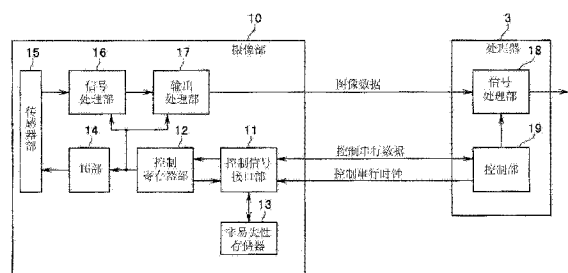 10
摄像部
3
处理器
15
传感器部
16
信号
处理部
17
输出
处理部
图像数据
18
信号
处理部
14
TG部
12
控制
寄存器部
11
控制信号
接口部
控制串行数据
控制串行时钟
19
控制部
13
非易失性
存储器